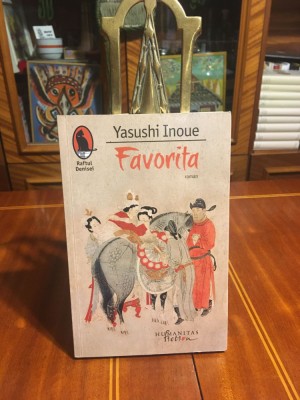 Yasushi Inoue
Favorita
roman
Raftul
Denisei
HUMANITAS
fiction